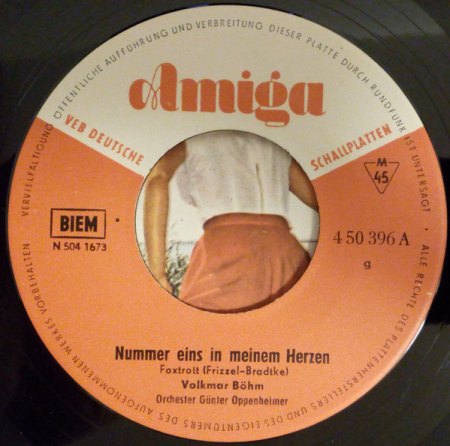 VERVIELFÄLTIGUNG ÖFFENTLICHE AUFFÜHRUNG UND VERBREITUNG DIESER PLATTE DURCH RUNDFUNK IST UNTERSAGT • ALLE RECHTE DES PLATTENHERSTELLERS UND DES EIGENTÜMERS DES AUFGENOMMENEN WERKES VORBEHALTEN
Amiga
VEB DEUTSCHE SCHALLPLATTEN
M
45
BIEM
N 504 1673
4 50 396 A
g
Nummer eins in meinem Herzen
Foxtrott (Frizzel-Bradtke)
Volkmar Böhm
Orchester Günter Oppenheimer